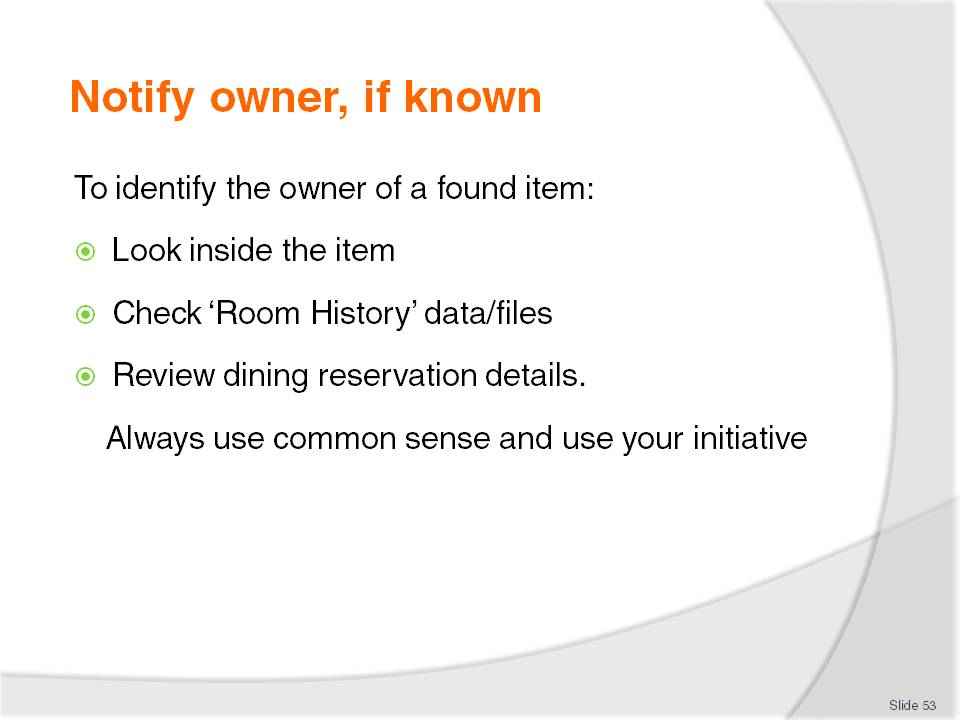 Notify owner, if known
To identify the owner of a found item:
Look inside the item
Check ‘Room History’ data/files
Review dining reservation details.
Always use common sense and use your initiative
Slide 53